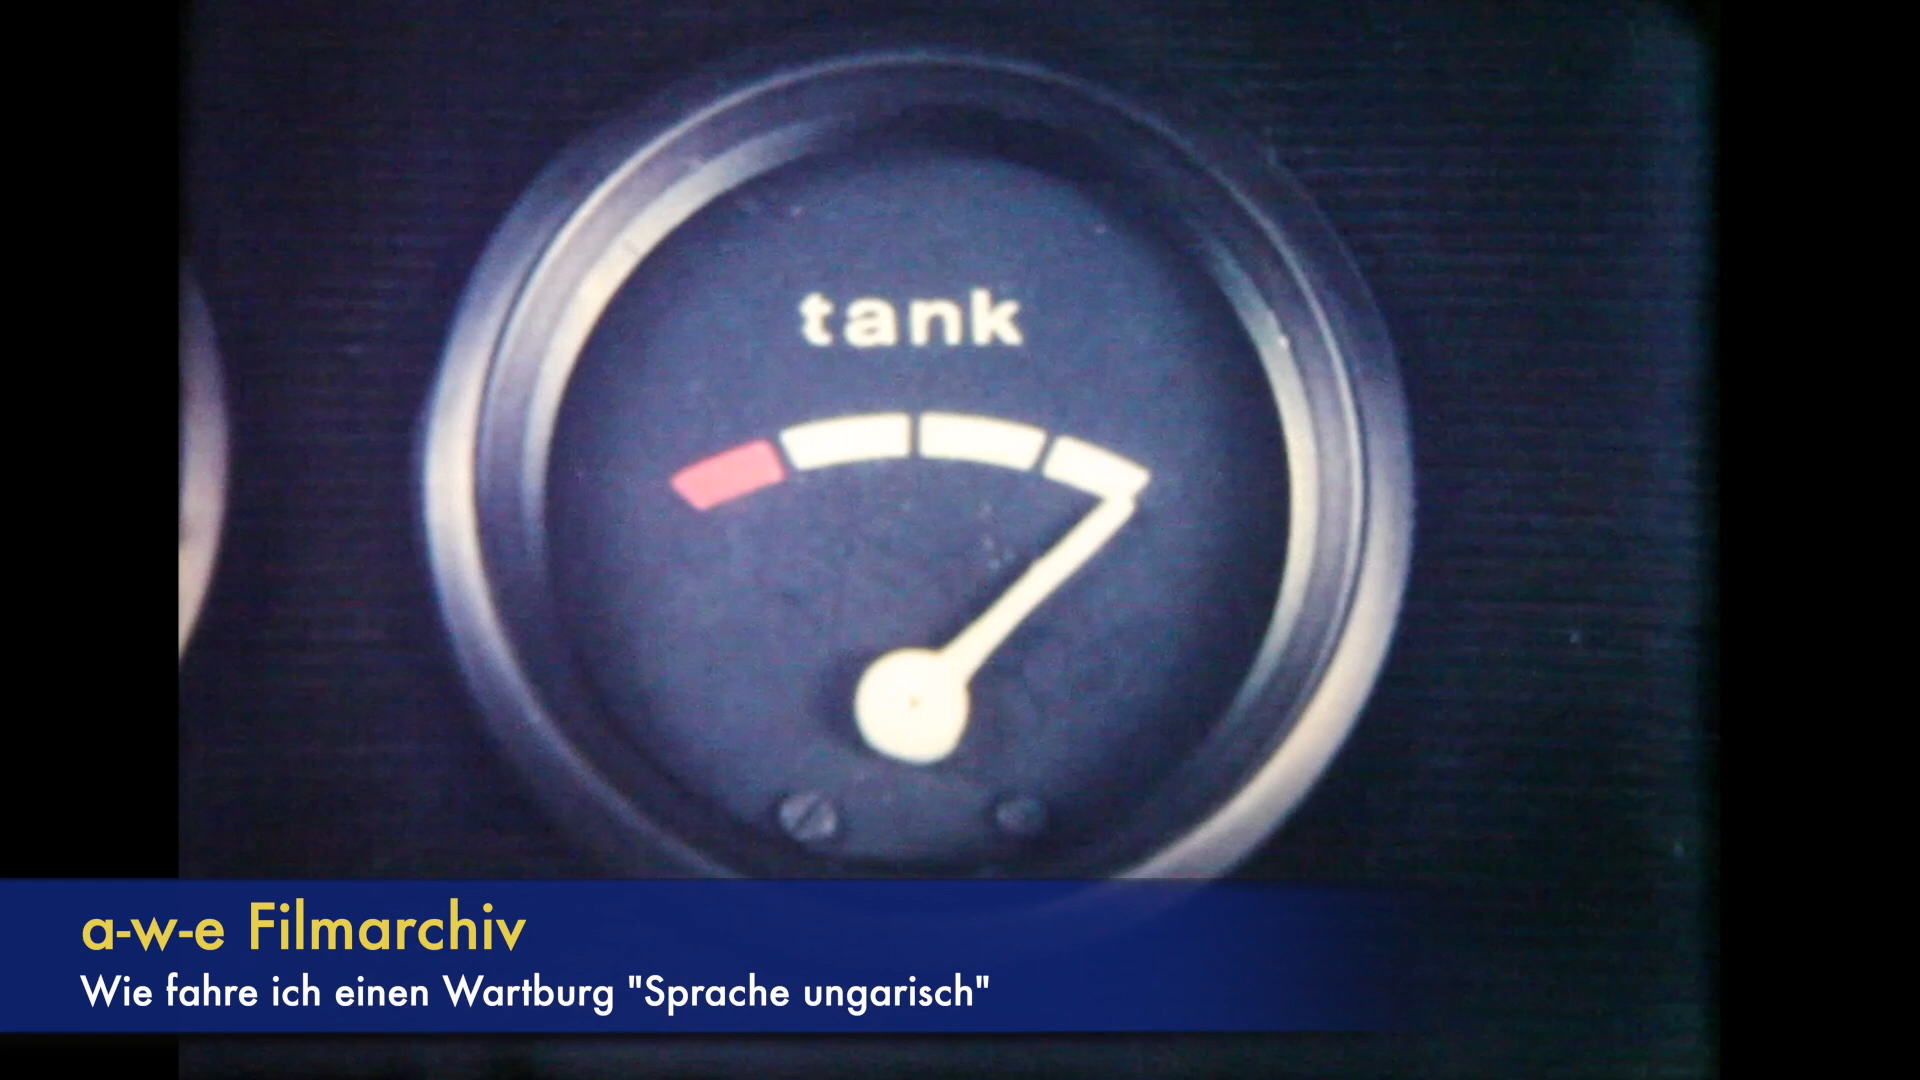 tank
a-w-e Filmarchiv
Wie fahre ich einen Wartburg "Sprache ungarisch"